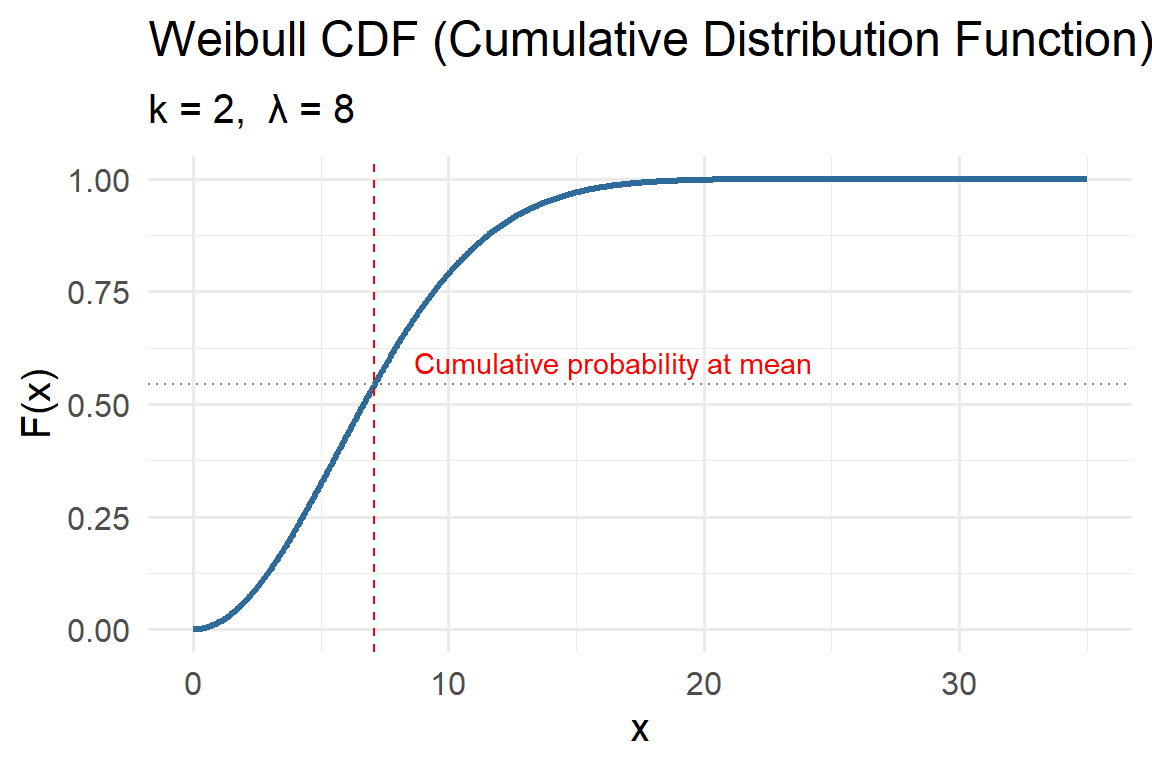 Weibull CDF (Cumulative Distribution Function)
k = 2,  λ = 8
1.00
0.75
Cumulative probability at mean
0.50
0.25
0.00
F(x)
0
10
20
30
x